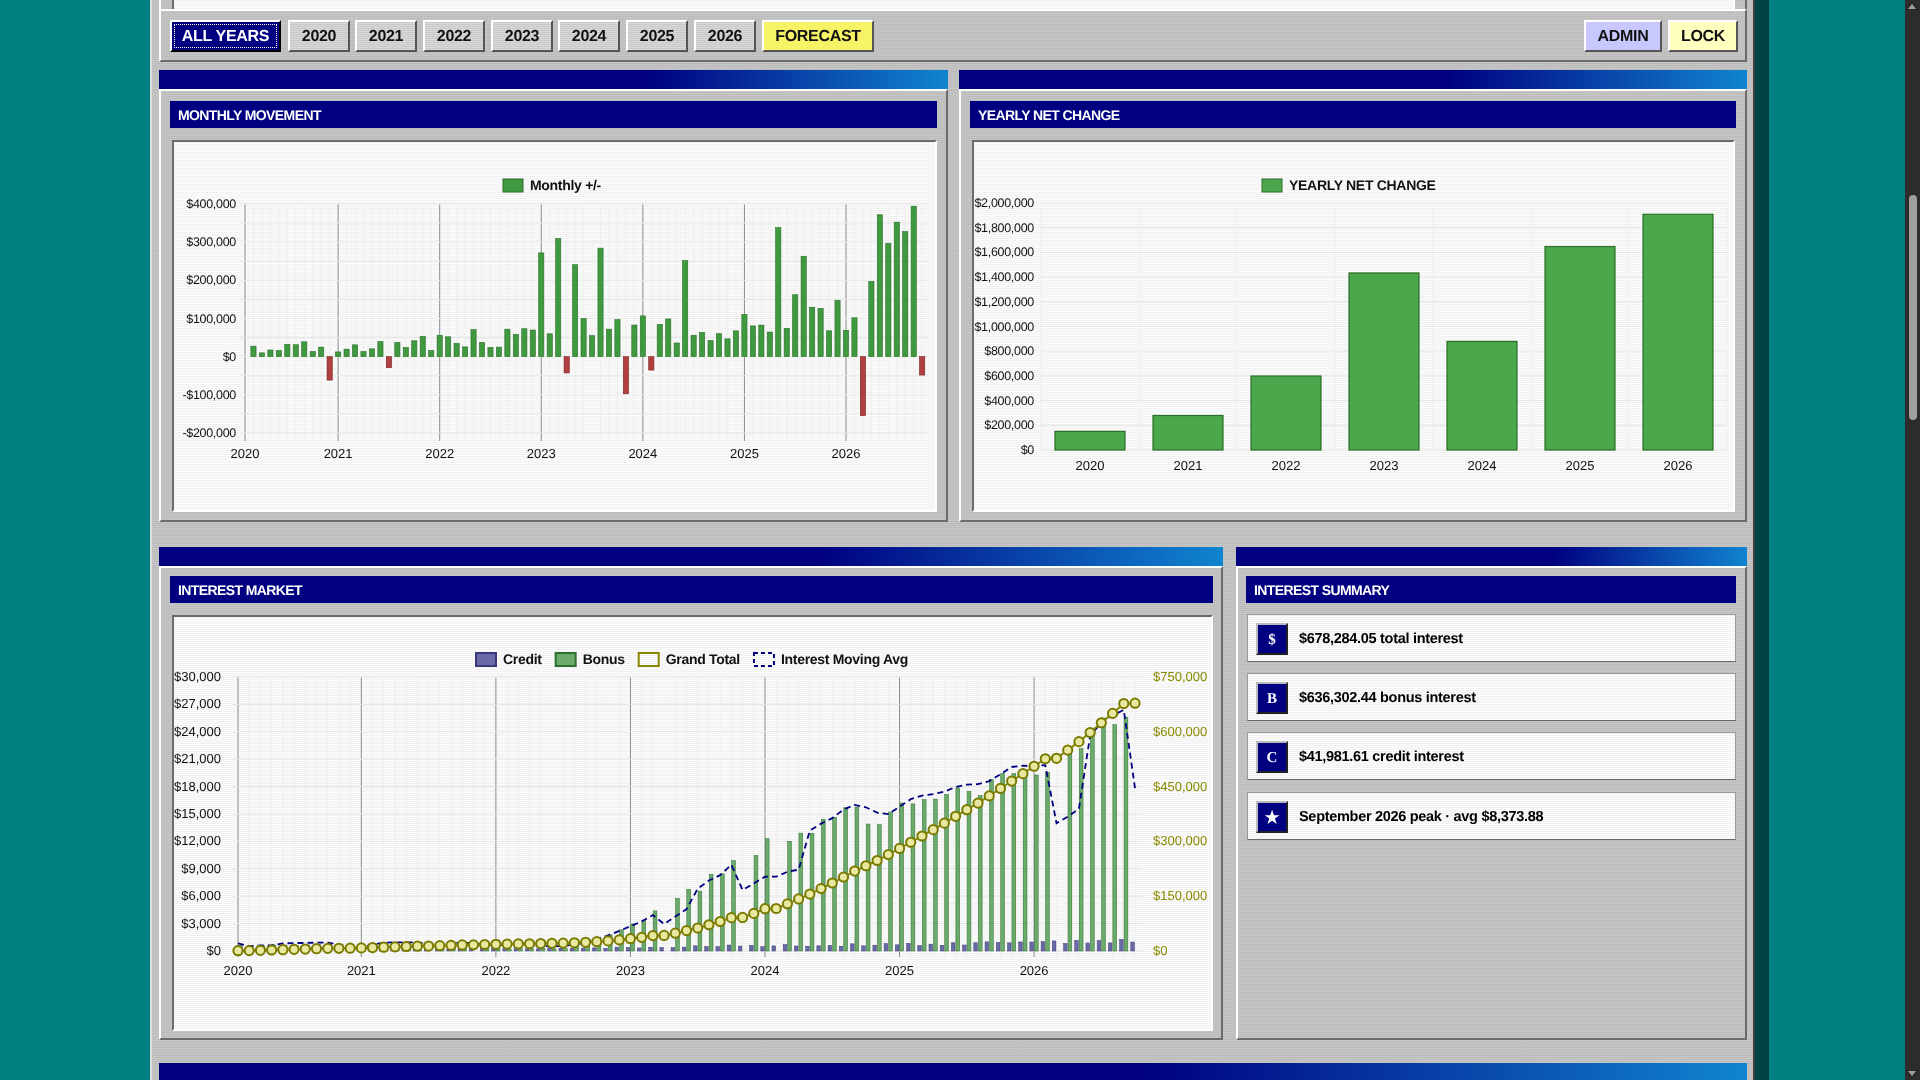 ALL YEARS 2020 2021 2022 2023 2024 2025 2026 FORECAST ADMIN LOCK
MONTHLY MOVEMENT
Monthly +/-
$400,000
$300,000
$200,000
$100,000
$0
-$100,000
-$200,000
2020 2021 2022 2023 2024 2025 2026
YEARLY NET CHANGE
YEARLY NET CHANGE
$2,000,000
$1,800,000
$1,600,000
$1,400,000
$1,200,000
$1,000,000
$800,000
$600,000
$400,000
$200,000
$0
2020 2021 2022 2023 2024 2025 2026
INTEREST MARKET
Credit Bonus Grand Total Interest Moving Avg
$30,000 $750,000
$27,000
$24,000 $600,000
$21,000
$18,000 $450,000
$15,000
$12,000 $300,000
$9,000
$6,000 $150,000
$3,000
$0 $0
2020 2021 2022 2023 2024 2025 2026
INTEREST SUMMARY
$ $678,284.05 total interest
B $636,302.44 bonus interest
C $41,981.61 credit interest
★ September 2026 peak · avg $8,373.88